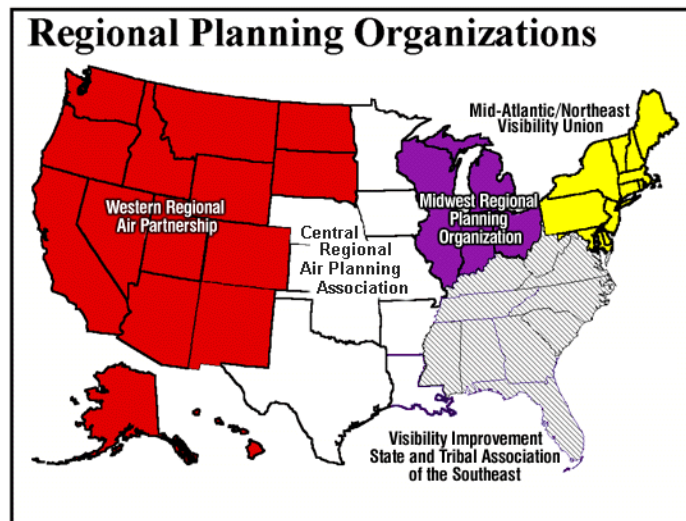 Regional Planning Organizations
Mid-Atlantic/Northeast
Visibility Union
Western Regional
Air Partnership
Central
Regional
Air Planning
Association
Midwest Regional
Planning
Organization
Visibility Improvement
State and Tribal Association
of the Southeast